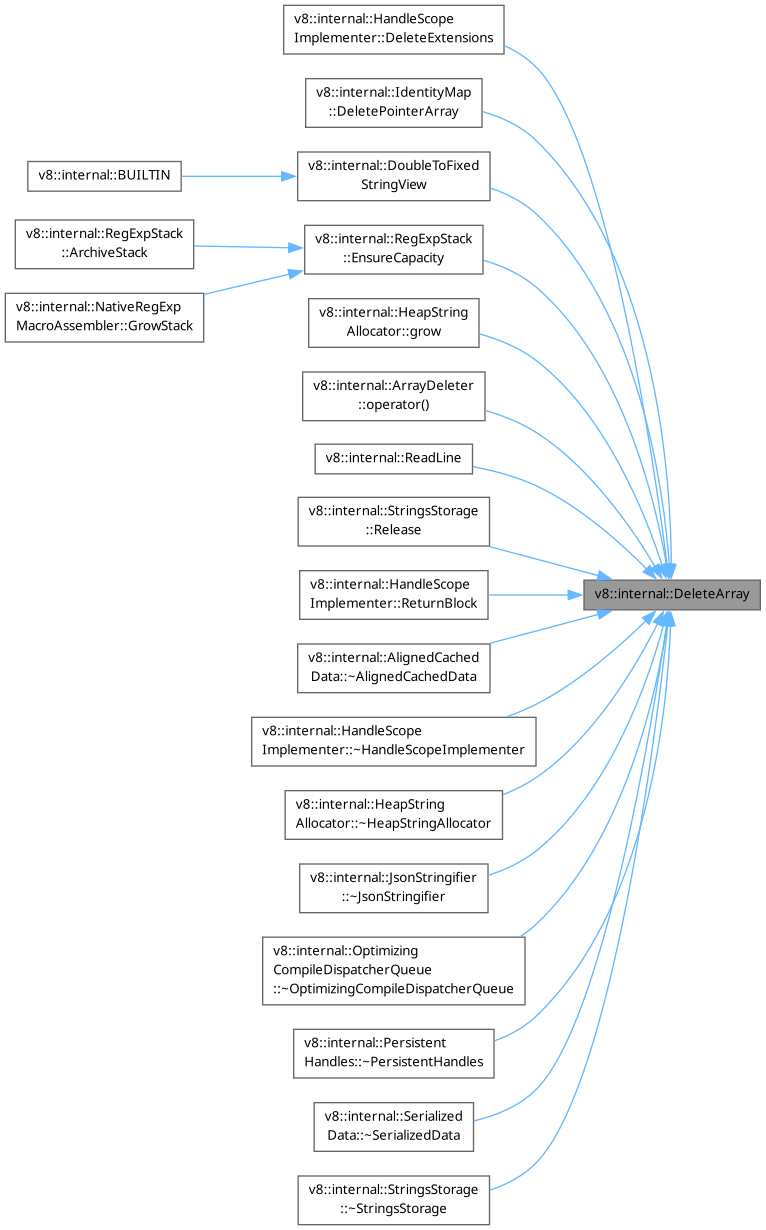 v8::internal::HandleScope
Implementer::DeleteExtensions
v8::internal::IdentityMap
::DeletePointerArray
v8::internal::BUILTIN
v8::internal::DoubleToFixed
StringView
v8::internal::RegExpStack
::ArchiveStack
v8::internal::RegExpStack
::EnsureCapacity
v8::internal::NativeRegExp
MacroAssembler::GrowStack
v8::internal::HeapString
Allocator::grow
v8::internal::ArrayDeleter
::operator()
v8::internal::ReadLine
v8::internal::StringsStorage
::Release
v8::internal::HandleScope
Implementer::ReturnBlock
v8::internal::DeleteArray
v8::internal::AlignedCached
Data::~AlignedCachedData
v8::internal::HandleScope
Implementer::~HandleScopeImplementer
v8::internal::HeapString
Allocator::~HeapStringAllocator
v8::internal::JsonStringifier
::~JsonStringifier
v8::internal::Optimizing
CompileDispatcherQueue
::~OptimizingCompileDispatcherQueue
v8::internal::Persistent
Handles::~PersistentHandles
v8::internal::Serialized
Data::~SerializedData
v8::internal::StringsStorage
::~StringsStorage